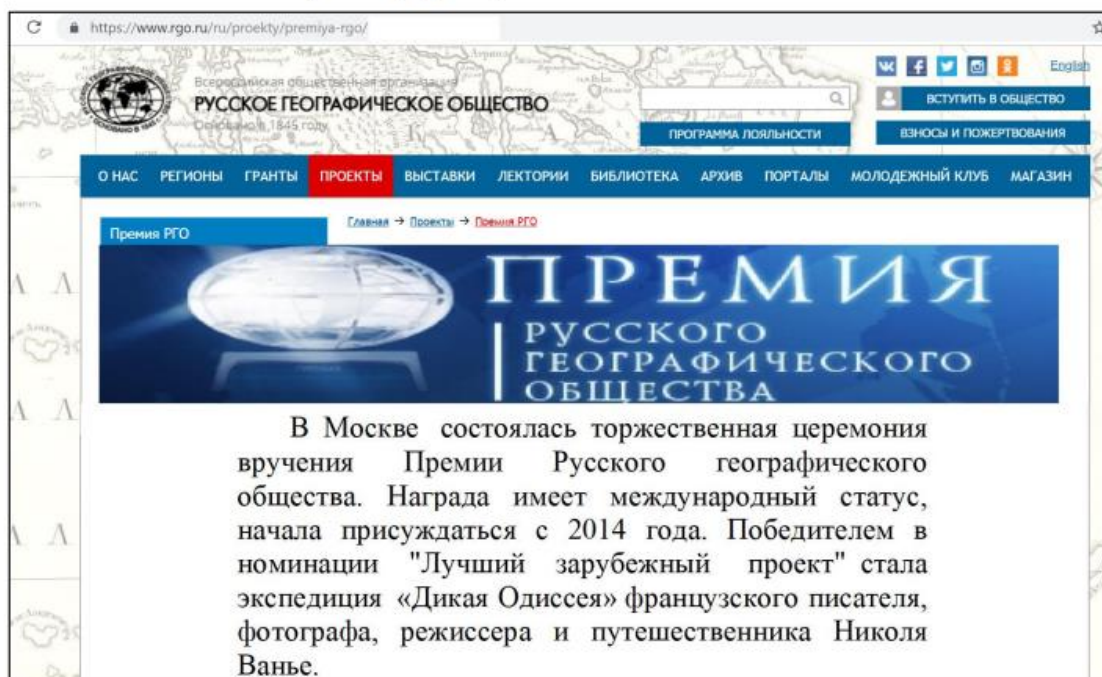 https://www.rgo.ru/ru/proekty/premiya-rgo/
English
Всероссийская общественная организация
РУССКОЕ ГЕОГРАФИЧЕСКОЕ ОБЩЕСТВО
Основано в 1845 году
ВСТУПИТЬ В ОБЩЕСТВО
ПРОГРАММА ЛОЯЛЬНОСТИ
ВЗНОСЫ И ПОЖЕРТВОВАНИЯ
О НАС РЕГИОНЫ ГРАНТЫ ПРОЕКТЫ ВЫСТАВКИ ЛЕКТОРИИ БИБЛИОТЕКА АРХИВ ПОРТАЛЫ МОЛОДЕЖНЫЙ КЛУБ МАГАЗИН
Премия РГО
Главная → Проекты → Премия РГО
ПРЕМИЯ
РУССКОГО
ГЕОГРАФИЧЕСКОГО
ОБЩЕСТВА
В Москве состоялась торжественная церемония
вручения Премии Русского географического
общества. Награда имеет международный статус,
начала присуждаться с 2014 года. Победителем в
номинации "Лучший зарубежный проект" стала
экспедиция «Дикая Одиссея» французского писателя,
фотографа, режиссера и путешественника Николя
Ванье.